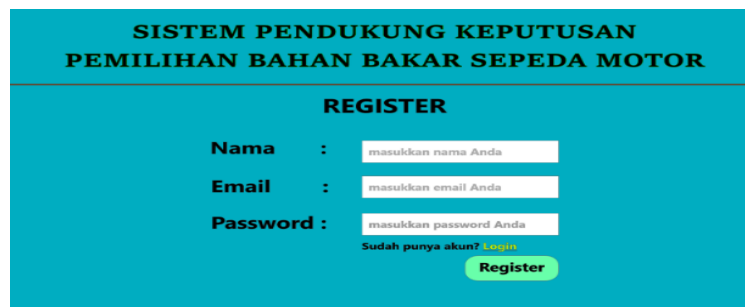 SISTEM PENDUKUNG KEPUTUSAN
PEMILIHAN BAHAN BAKAR SEPEDA MOTOR
REGISTER
Nama : masukkan nama Anda
Email : masukkan email Anda
Password : masukkan password Anda
Sudah punya akun? Login
Register